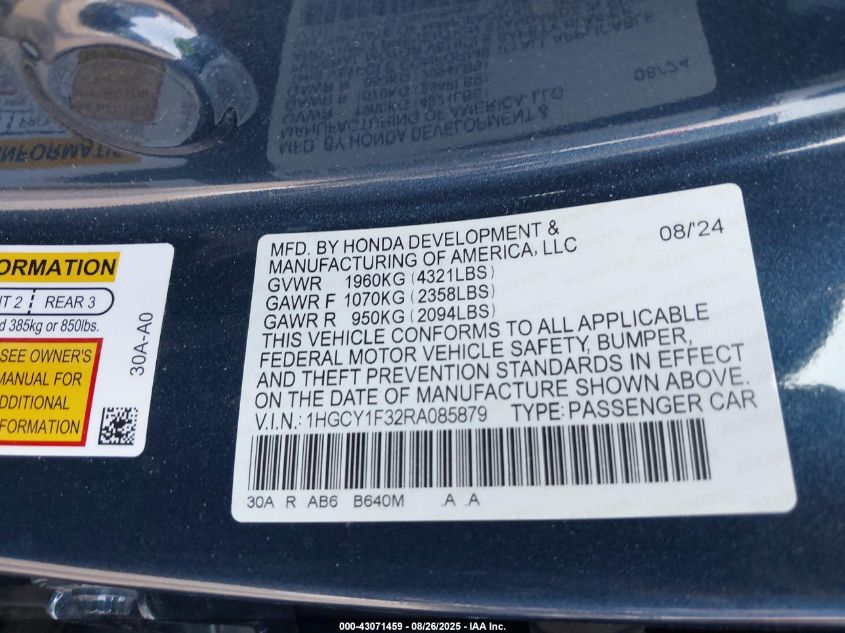 MFD. BY HONDA DEVELOPMENT &
MANUFACTURING OF AMERICA, LLC
08/'24
GVWR 1960KG (4321LBS)
GAWR F 1070KG (2358LBS)
GAWR R 950KG (2094LBS)
THIS VEHICLE CONFORMS TO ALL APPLICABLE
FEDERAL MOTOR VEHICLE SAFETY, BUMPER,
AND THEFT PREVENTION STANDARDS IN EFFECT
ON THE DATE OF MANUFACTURE SHOWN ABOVE.
V.I.N.: 1HGCY1F32RA085879 TYPE: PASSENGER CAR
30A R AB6 B640M .A .A
ORMATION
IT 2 REAR 3
d 385kg or 850lbs.
SEE OWNER'S
MANUAL FOR
DDITIONAL
FORMATION
30A-A0
000-43071459 - 08/26/2025 - IAA Inc.